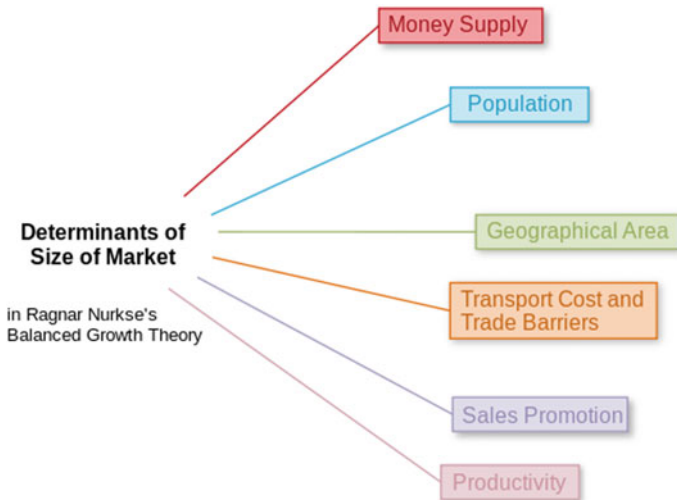 Money Supply
Population
Determinants of
Size of Market
Geographical Area
in Ragnar Nurkse's
Balanced Growth Theory
Transport Cost and
Trade Barriers
Sales Promotion
Productivity